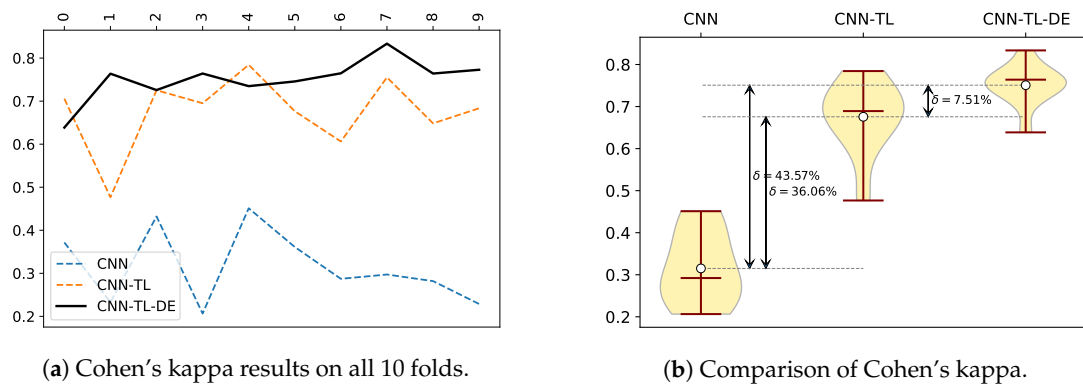 0 1 2 3 4 5 6 7 8 9
0.8
0.7
0.6
0.5
0.4
0.3
0.2
CNN
CNN-TL
CNN-TL-DE
(a) Cohen's kappa results on all 10 folds.
CNN CNN-TL CNN-TL-DE
0.8
0.7
0.6
0.5
0.4
0.3
0.2
δ = 7.51%
δ = 43.57%
δ = 36.06%
(b) Comparison of Cohen's kappa.